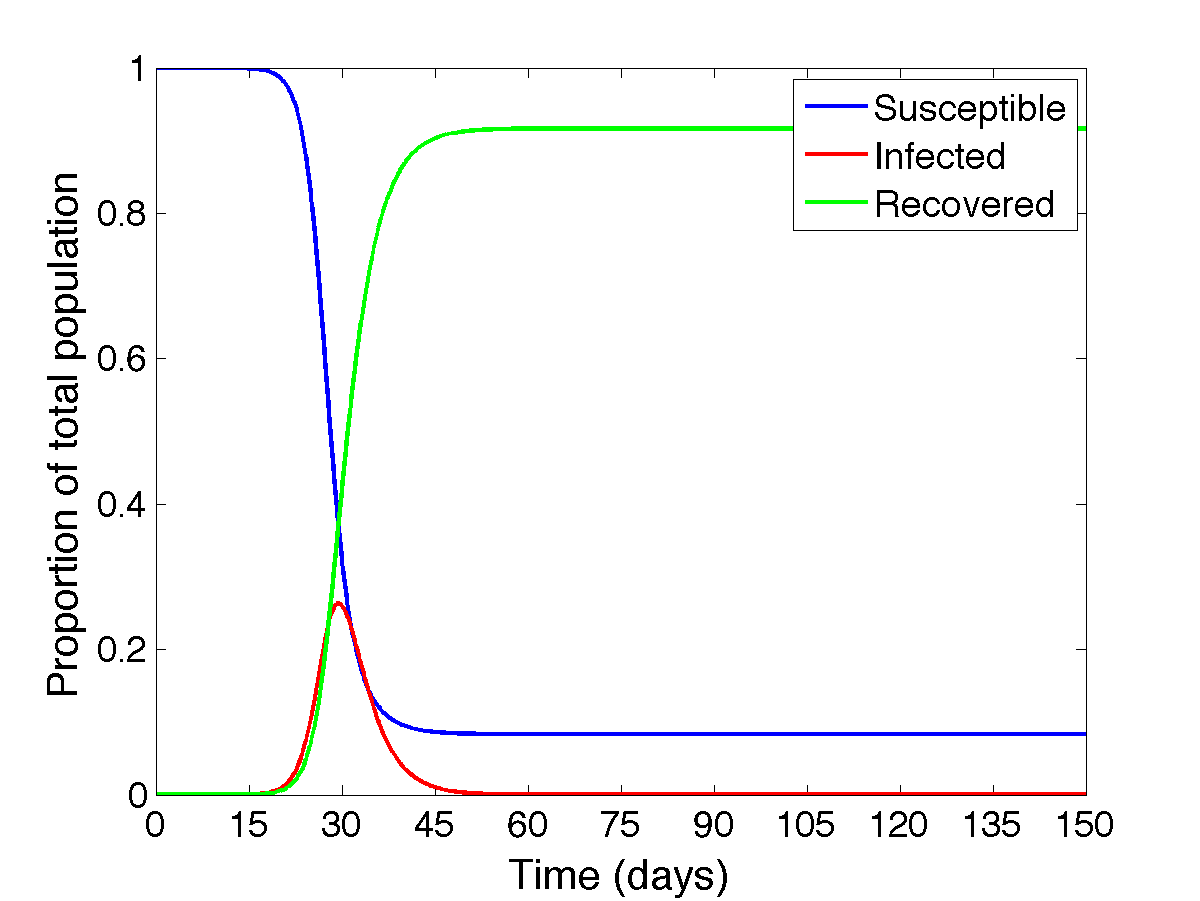 1
0.8
0.6
0.4
0.2
0
Proportion of total population
Susceptible
Infected
Recovered
0 15 30 45 60 75 90 105 120 135 150
Time (days)